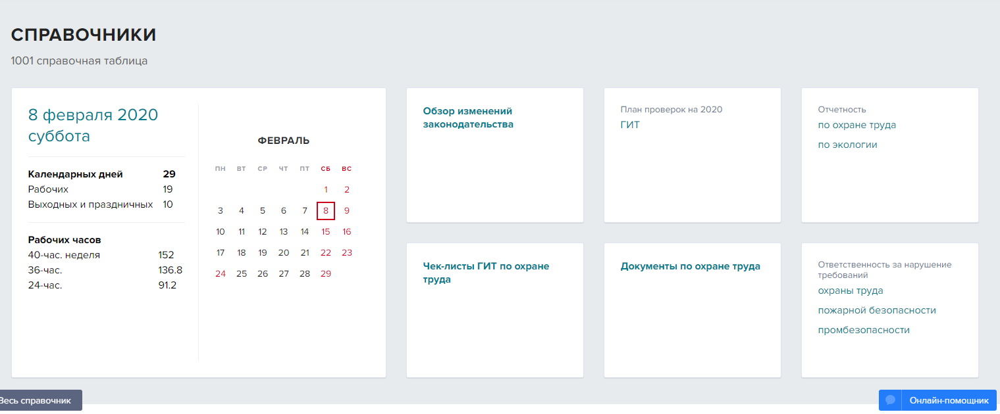 СПРАВОЧНИКИ
1001 справочная таблица
8 февраля 2020
суббота
Календарных дней 29
Рабочих 19
Выходных и праздничных 10
Рабочих часов
40-час. неделя 152
36-час. 136.8
24-час. 91.2
ФЕВРАЛЬ
ПН ВТ СР ЧТ ПТ СБ ВС
1 2
3 4 5 6 7 8 9
10 11 12 13 14 15 16
17 18 19 20 21 22 23
24 25 26 27 28 29
Обзор изменений
законодательства
План проверок на 2020
ГИТ
Отчетность
по охране труда
по экологии
Чек-листы ГИТ по охране
труда
Документы по охране труда
Ответственность за нарушение
требований
охраны труда
пожарной безопасности
промбезопасности
Весь справочник
Онлайн-помощник